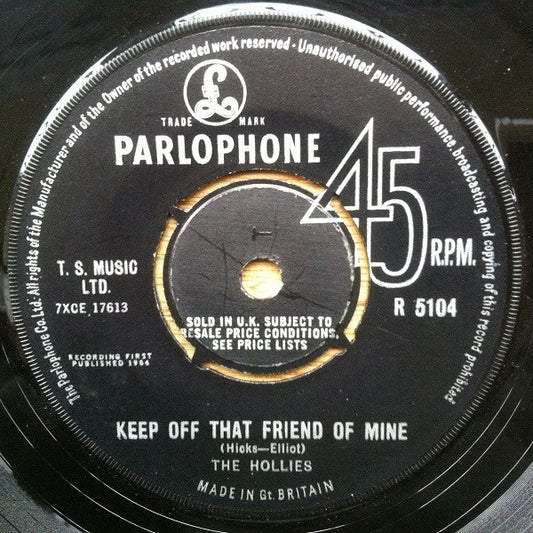 The Parlophone Co.Ltd. All rights of the Manufacturer and of the Owner of the recorded work reserved - Unauthorised public performance, broadcasting and copying of this record prohibited
£
TRADE MARK
PARLOPHONE
45
R.P.M.
T. S. MUSIC
LTD.
7XCE 17613
R 5104
SOLD IN U.K. SUBJECT TO
RESALE PRICE CONDITIONS,
SEE PRICE LISTS
RECORDING FIRST
PUBLISHED 1964
KEEP OFF THAT FRIEND OF MINE
(Hicks—Elliot)
THE HOLLIES
MADE IN Gt. BRITAIN